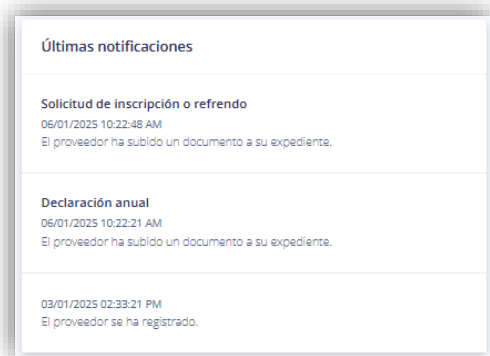 Últimas notificaciones
Solicitud de inscripción o refrendo
06/01/2025 10:22:48 AM
El proveedor ha subido un documento a su expediente.
Declaración anual
06/01/2025 10:22:21 AM
El proveedor ha subido un documento a su expediente.
03/01/2025 02:33:21 PM
El proveedor se ha registrado.